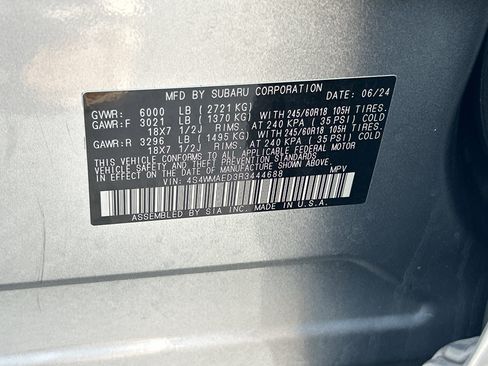 MFD BY SUBARU CORPORATION DATE: 06/24
GVWR: 6000 LB (2721 KG)
GAWR:F 3021 LB (1370 KG) WITH 245/60R18 105H TIRES.
18X7 1/2J RIMS. AT 240 KPA (35 PSI) COLD
GAWR:R 3296 LB (1495 KG) WITH 245/60R18 105H TIRES.
18X7 1/2J RIMS. AT 240 KPA (35 PSI) COLD
THIS VEHICLE CONFORMS TO ALL APPLICABLE FEDERAL MOTOR
VEHICLE SAFETY BUMPER AND THEFT PREVENTION STANDARDS
IN EFFECT ON THE DATE OF MANUFACTURE SHOWN ABOVE.
VIN: 4S4WMAED3R3444688 MPV
ASSEMBLED BY SIA INC. MADE IN U.S.A.